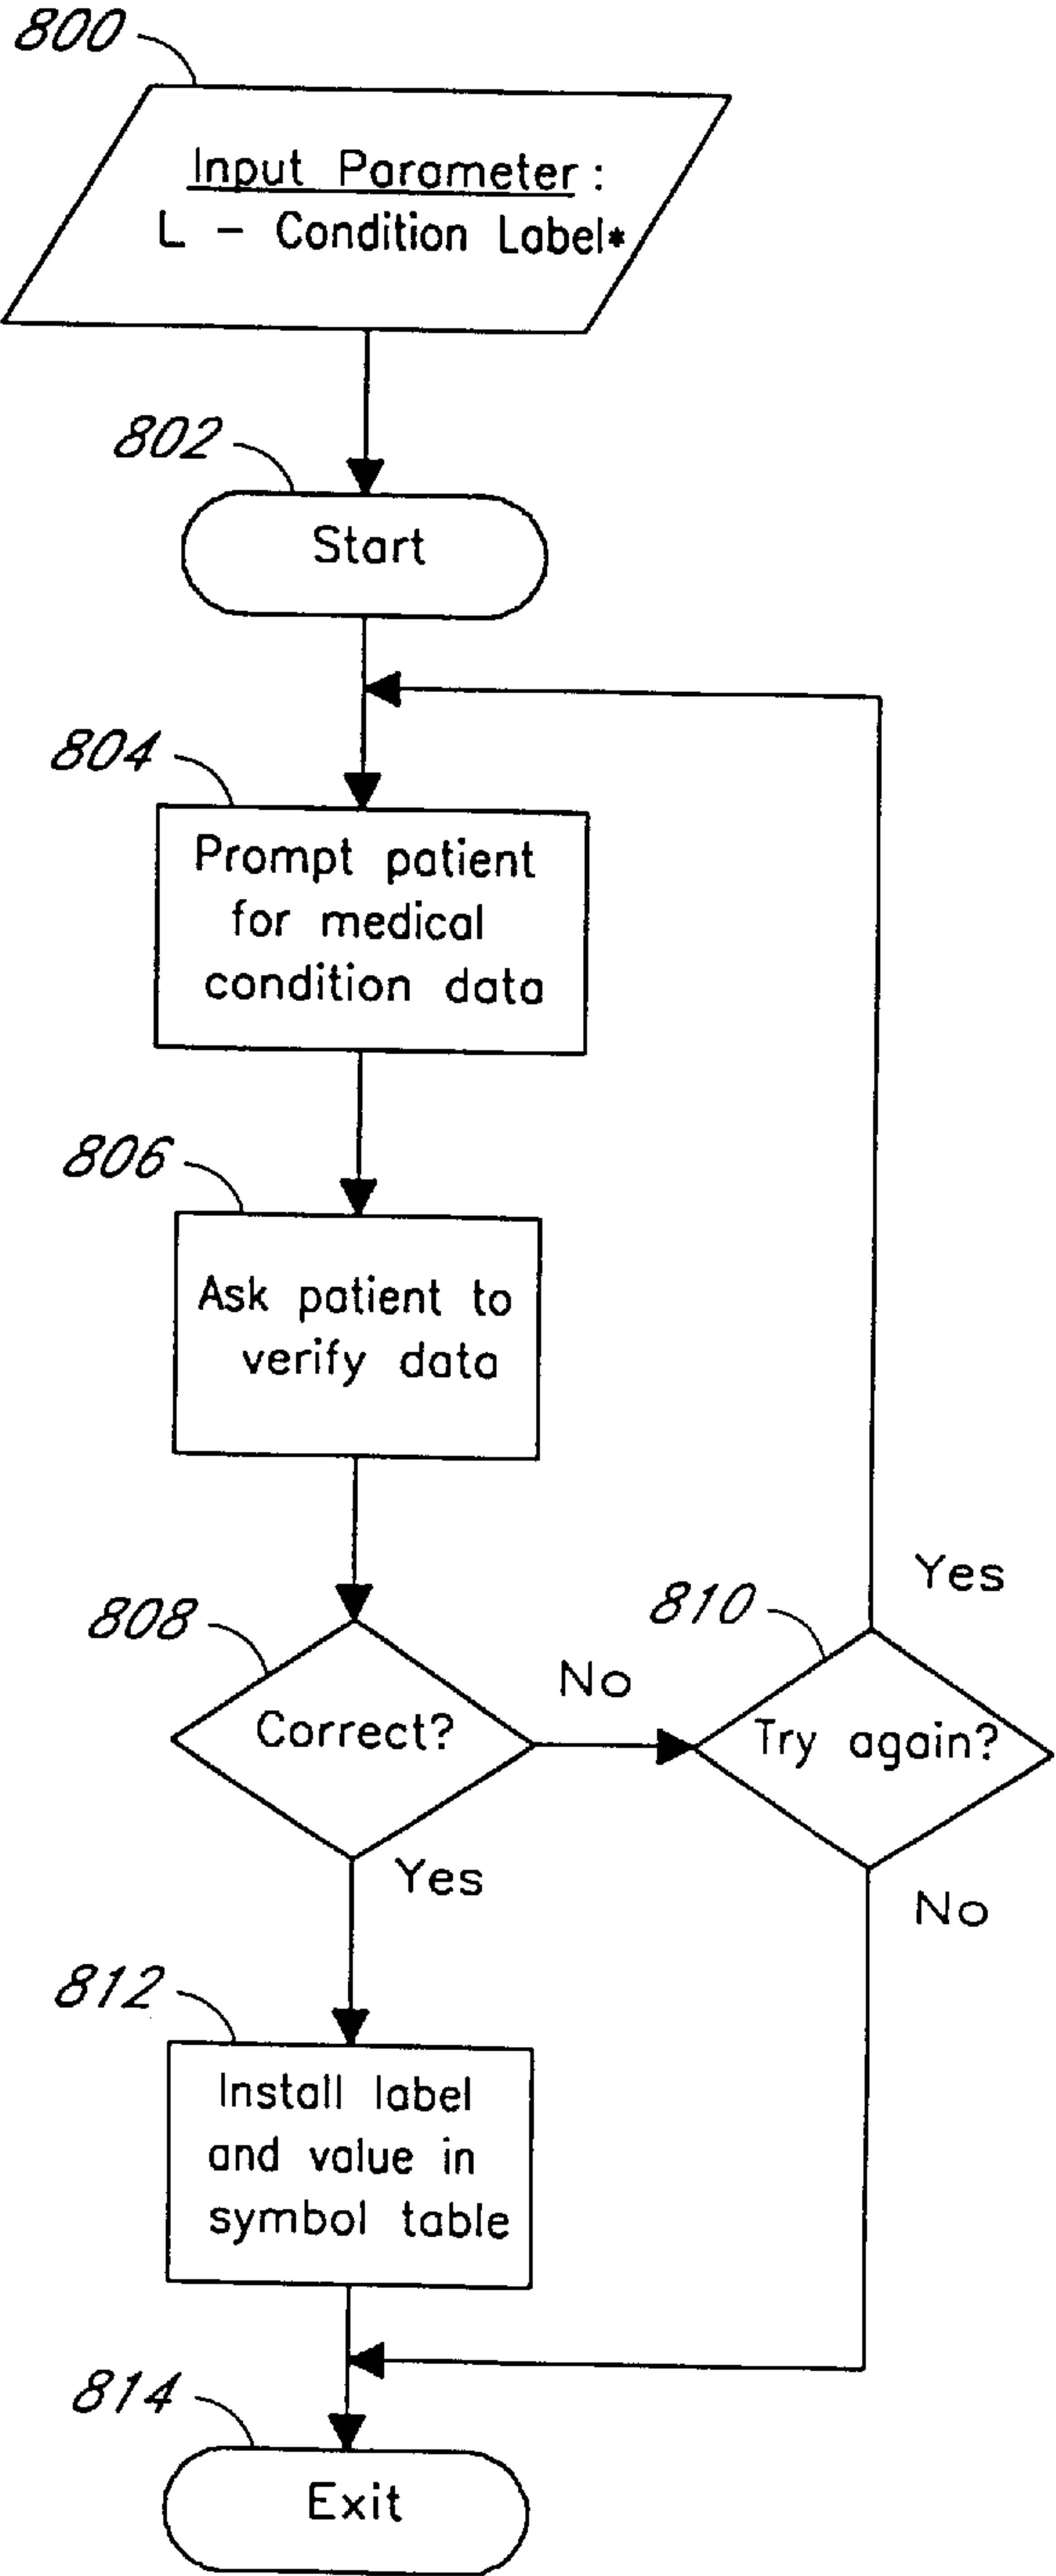 800
Input Parameter :
L - Condition Label*
802
Start
804
Prompt patient
for medical
condition data
806
Ask patient to
verify data
808
Correct?
No
810
Try again?
Yes
Yes
No
812
Install label
and value in
symbol table
814
Exit